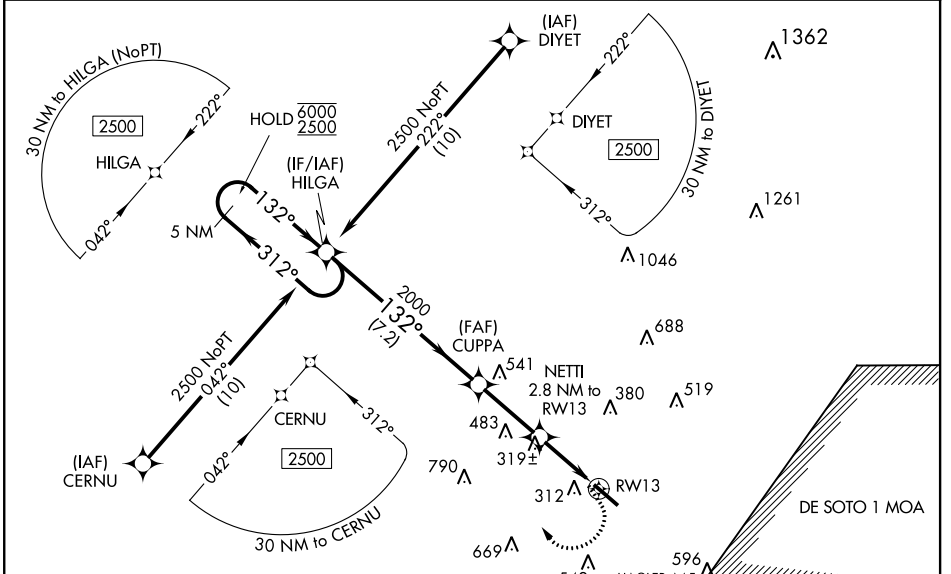 (IAF)
DIYET
1362
30 NM to HILGA (NoPT)
2500
222°
HILGA
042°
HOLD 6000
2500
(IF/IAF)
HILGA
2500 NoPT
222°
(10)
222°
DIYET
2500
312°
30 NM to DIYET
1261
1046
132°
5 NM
312°
2000
132°
(7.2)
(FAF)
CUPPA
688
541
NETTI
2.8 NM to
RW13
380
519
2500 NoPT
042°
(10)
(IAF)
CERNU
CERNU
042°
312°
2500
30 NM to CERNU
483
319±
790
312
RW13
669
596
DE SOTO 1 MOA